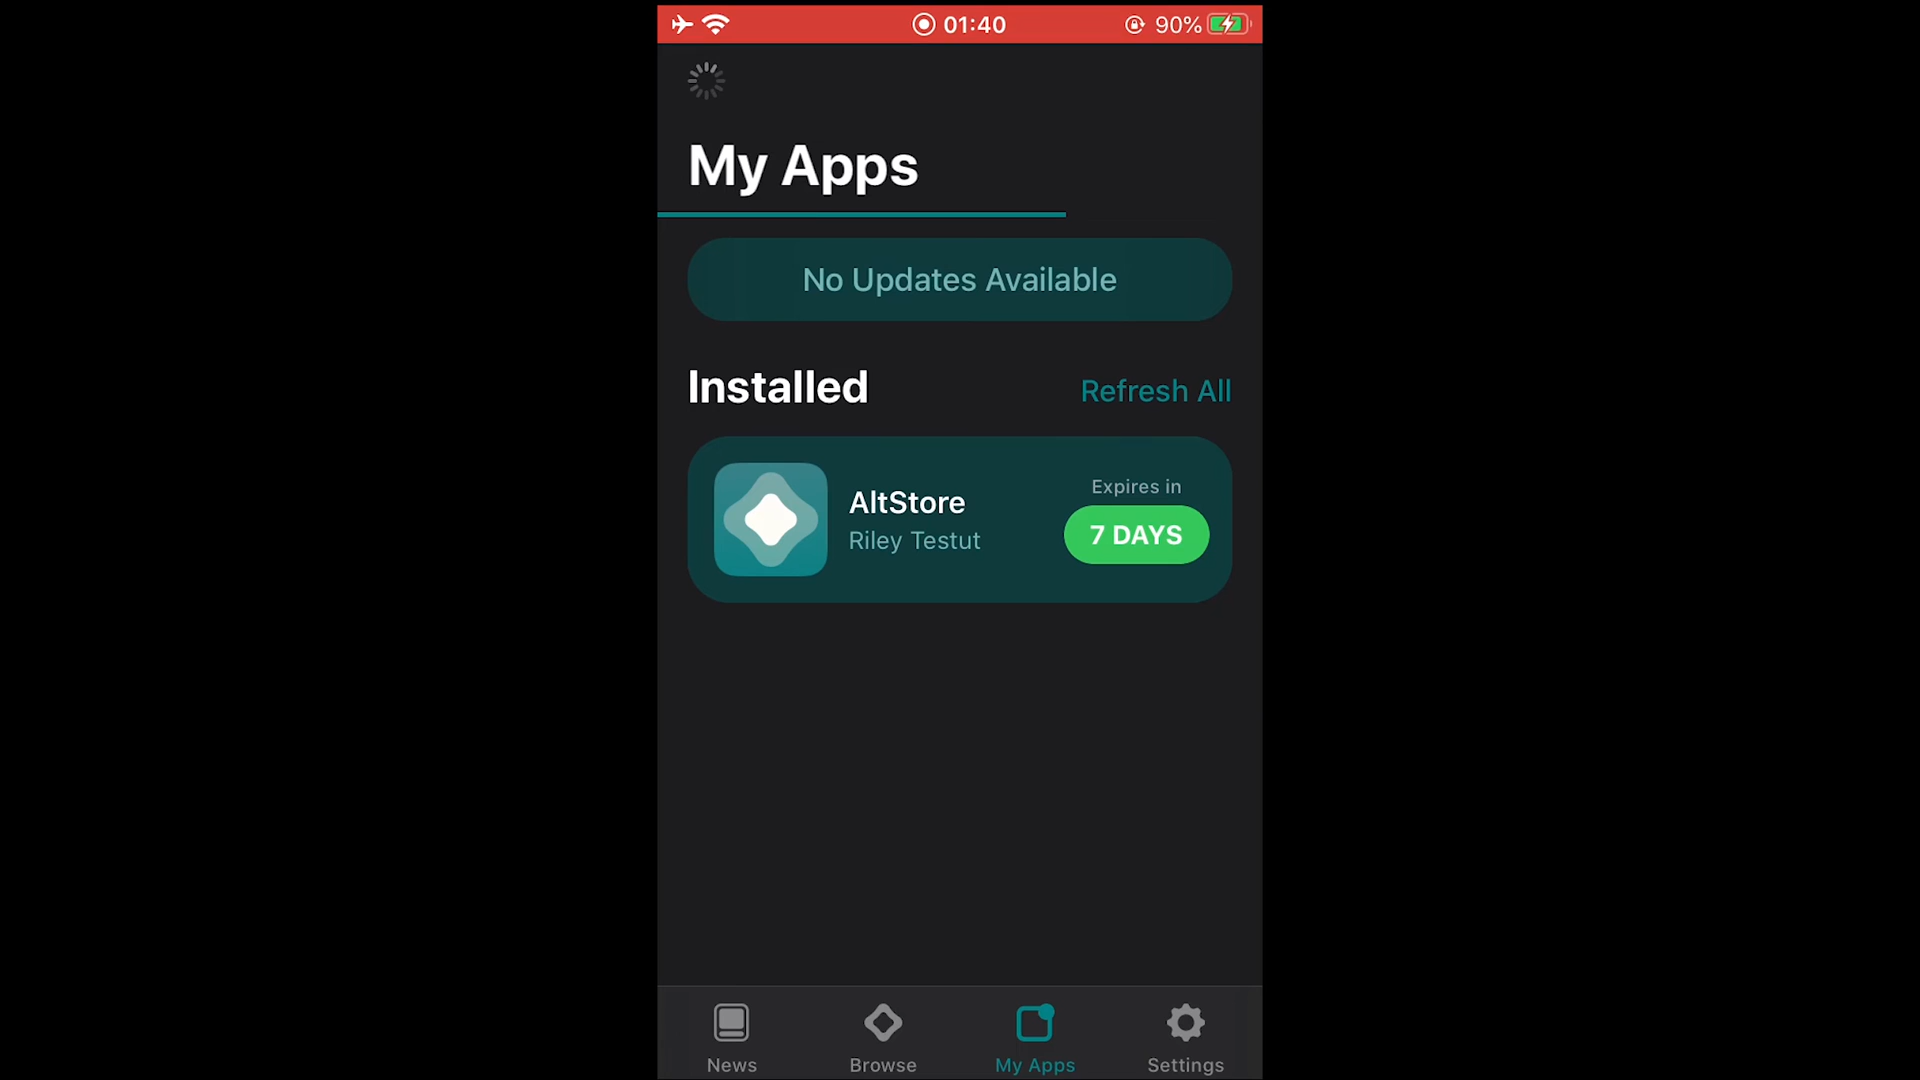 01:40
90%
My Apps
No Updates Available
Installed
Refresh All
AltStore
Riley Testut
Expires in
7 DAYS
News
Browse
My Apps
Settings